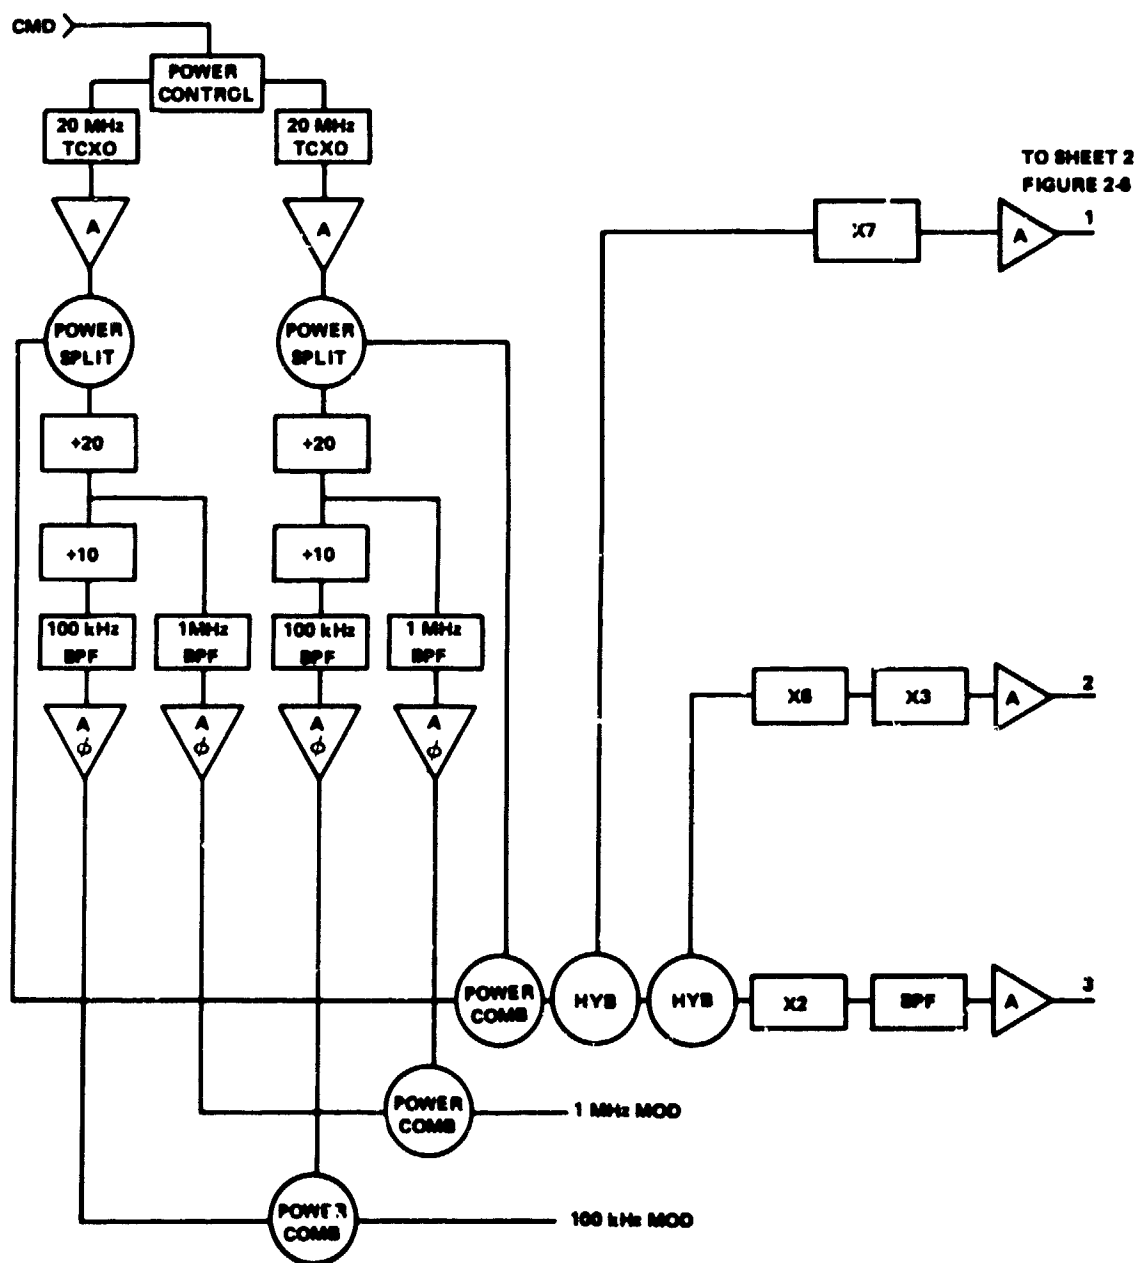 CMD
POWER
CONTROL
20 MHz
TCXO
20 MHz
TCXO
TO SHEET 2
FIGURE 2-6
A
A
X7
A
1
POWER
SPLIT
POWER
SPLIT
÷20
÷20
÷10
÷10
100 kHz
BPF
1MHz
BPF
100 kHz
BPF
1 MHz
BPF
A
ϕ
A
ϕ
A
ϕ
A
ϕ
X6
X3
A
2
POWER
COMB
HYB
HYB
X2
BPF
A
3
POWER
COMB
1 MHz MOD
POWER
COMB
100 kHz MOD